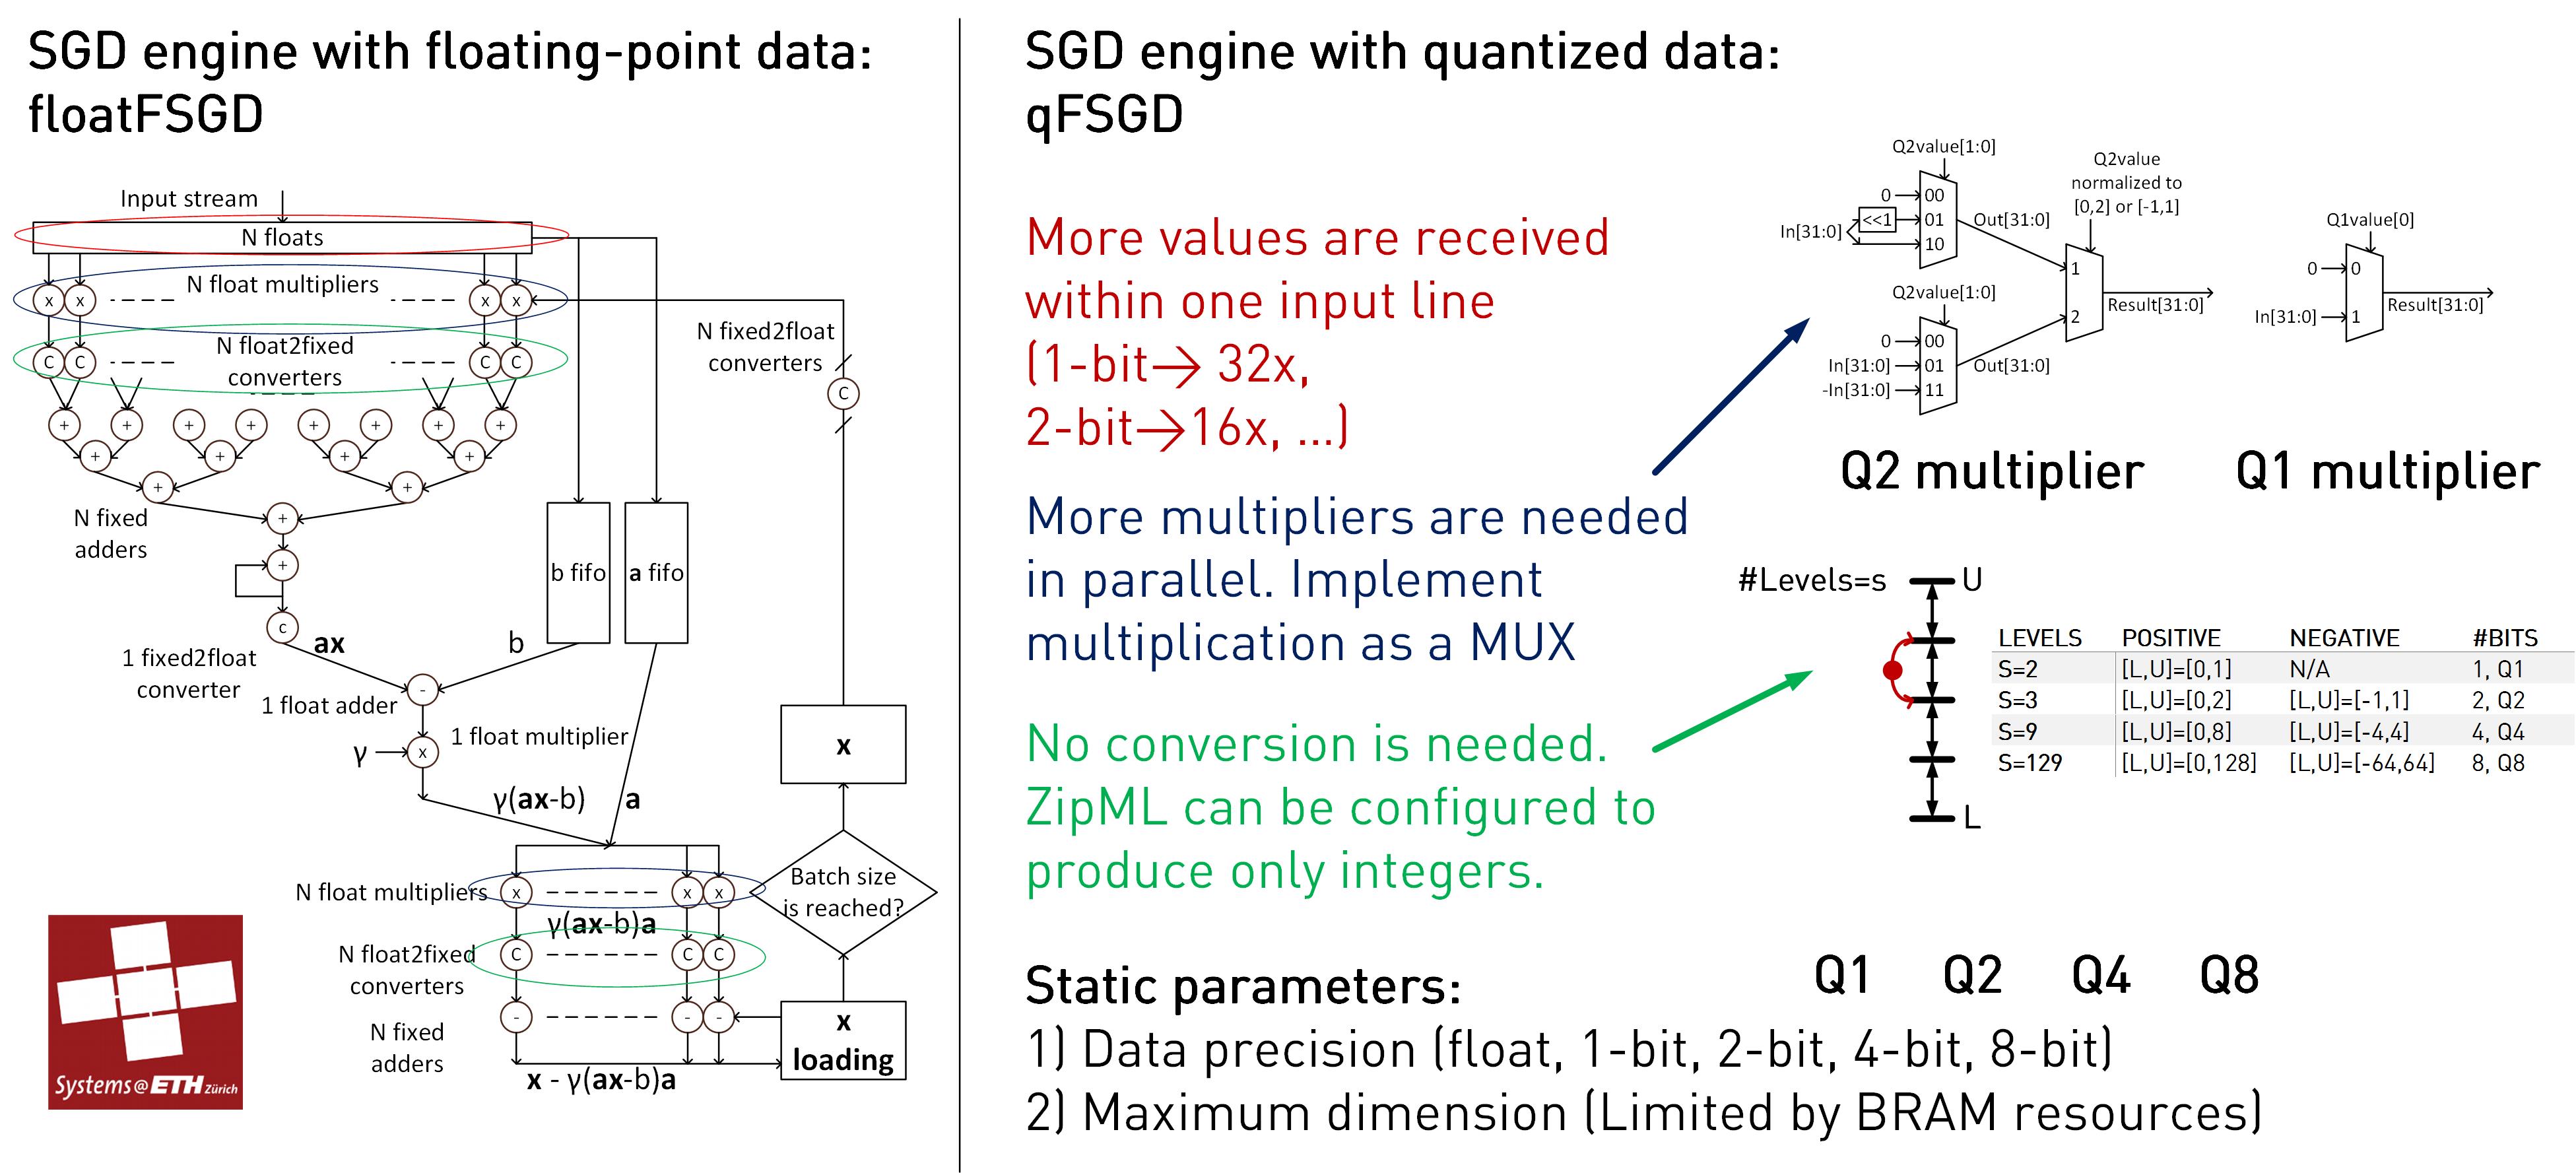 SGD engine with floating-point data:
floatFSGD
Input stream
N floats
N float multipliers
x x x x
N float2fixed
converters
C C C C
N fixed2float
converters
C
+ + + + + + + +
+ + + +
+ +
N fixed
adders
+
+
b fifo
a fifo
c
ax
b
1 fixed2float
converter
-
1 float adder
γ
x
1 float multiplier
x
γ(ax-b)
a
N float multipliers
x x x
γ(ax-b)a
Batch size
is reached?
N float2fixed
converters
C C C
N fixed
adders
- - -
x
loading
x - γ(ax-b)a
Systems@ETH Zürich
SGD engine with quantized data:
qFSGD
More values are received
within one input line
(1-bit→ 32x,
2-bit→16x, ...)
More multipliers are needed
in parallel. Implement
multiplication as a MUX
No conversion is needed.
ZipML can be configured to
produce only integers.
Q2value[1:0]
0 00
<<1 01
In[31:0]
10
Out[31:0]
Q2value
normalized to
[0,2] or [-1,1]
1
2
Result[31:0]
Q2value[1:0]
0 00
In[31:0] 01
-In[31:0] 11
Out[31:0]
Q2 multiplier
Q1value[0]
0 0
In[31:0] 1
Result[31:0]
Q1 multiplier
#Levels=s
U
L
LEVELS POSITIVE NEGATIVE #BITS
S=2 [L,U]=[0,1] N/A 1, Q1
S=3 [L,U]=[0,2] [L,U]=[-1,1] 2, Q2
S=9 [L,U]=[0,8] [L,U]=[-4,4] 4, Q4
S=129 [L,U]=[0,128] [L,U]=[-64,64] 8, Q8
Static parameters:
Q1 Q2 Q4 Q8
1) Data precision (float, 1-bit, 2-bit, 4-bit, 8-bit)
2) Maximum dimension (Limited by BRAM resources)